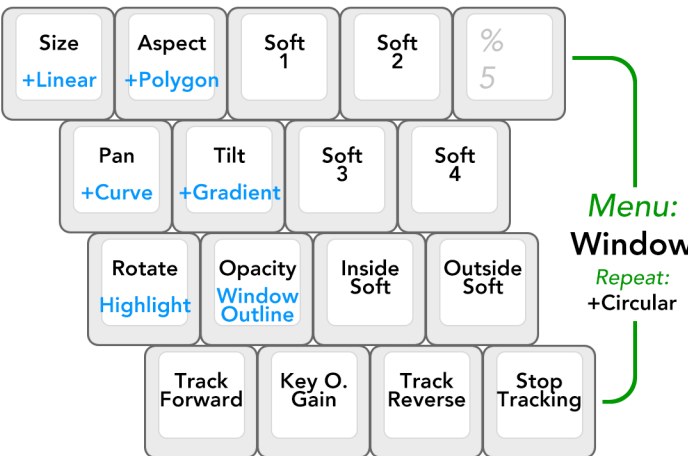 Size
+Linear
Aspect
+Polygon
Soft
1
Soft
2
%
5
Pan
+Curve
Tilt
+Gradient
Soft
3
Soft
4
Rotate
Highlight
Opacity
Window
Outline
Inside
Soft
Outside
Soft
Track
Forward
Key O.
Gain
Track
Reverse
Stop
Tracking
Menu:
Window
Repeat:
+Circular